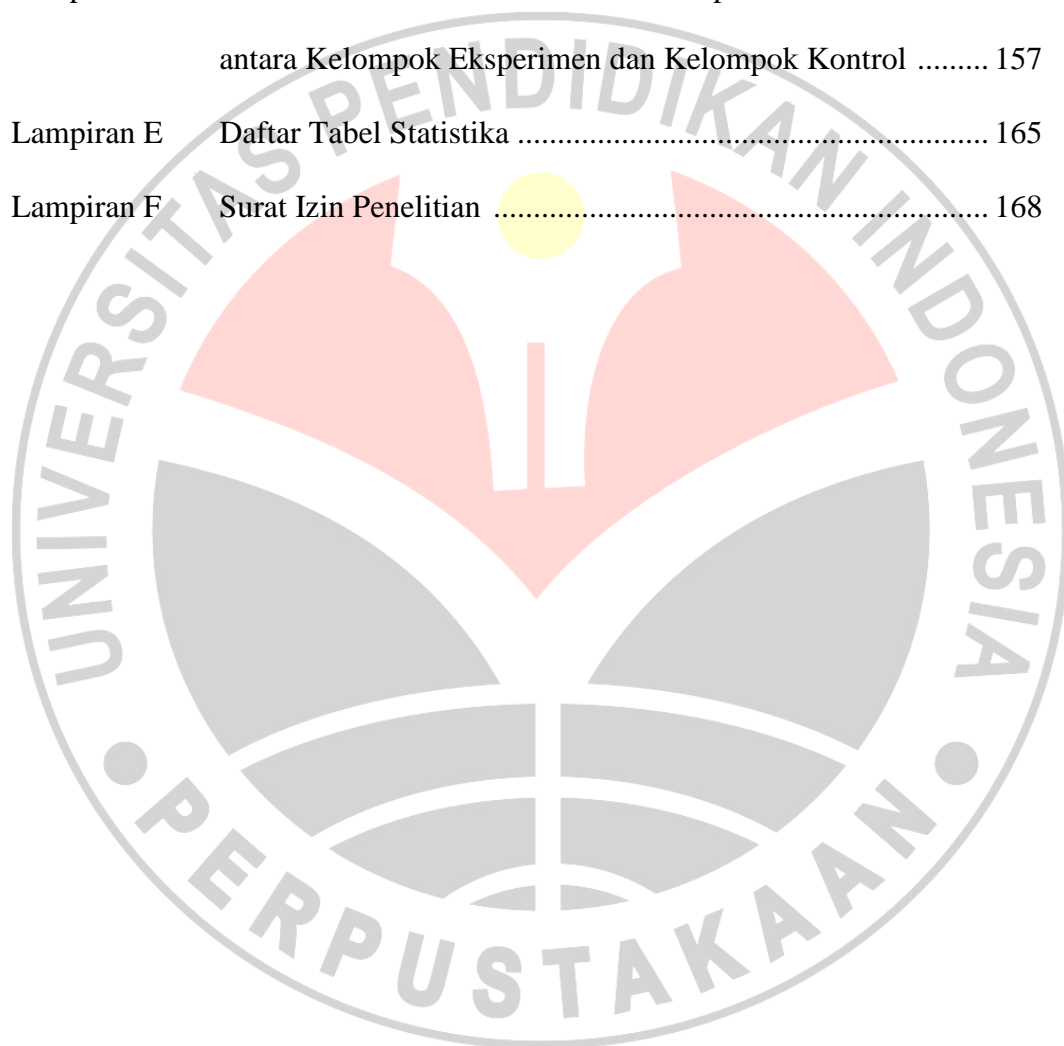 antara Kelompok Eksperimen dan Kelompok Kontrol ......... 157
Lampiran E Daftar Tabel Statistika ............................................................ 165
Lampiran F Surat Izin Penelitian ............................................................... 168
UNIVERSITAS PENDIDIKAN INDONESIA
PERPUSTAKAAN